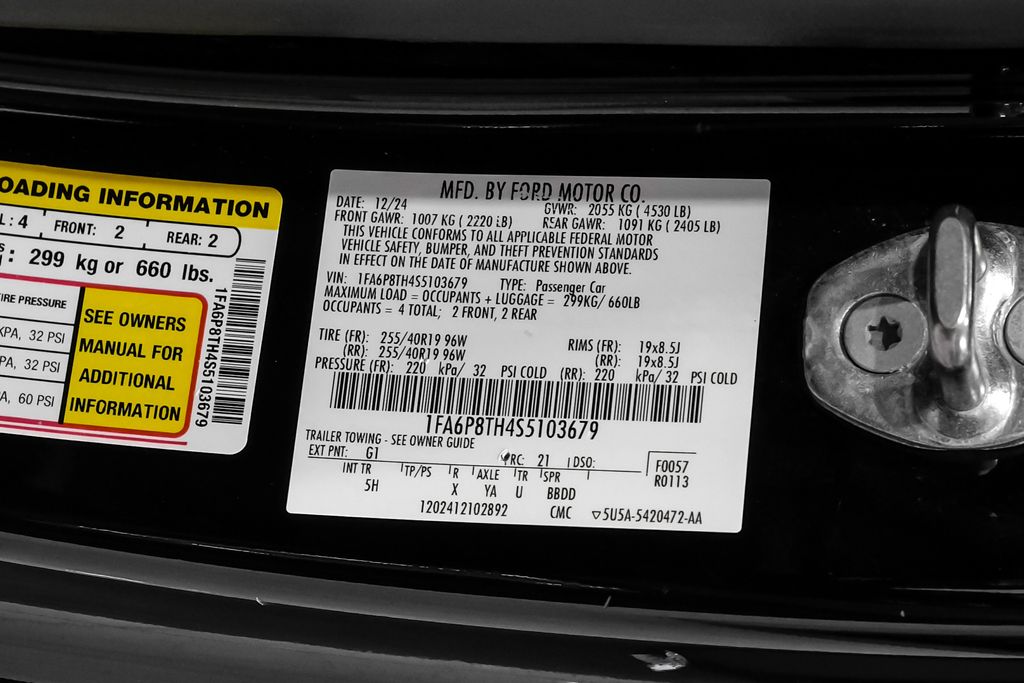 OADING INFORMATION
L: 4 FRONT: 2 REAR: 2
: 299 kg or 660 lbs.
IRE PRESSURE
KPA, 32 PSI
PA, 32 PSI
A, 60 PSI
SEE OWNERS
MANUAL FOR
ADDITIONAL
INFORMATION
1FA6P8TH4S5103679
MFD. BY FORD MOTOR CO.
DATE: 12/24 GVWR: 2055 KG ( 4530 LB)
FRONT GAWR: 1007 KG ( 2220 LB) REAR GAWR: 1091 KG ( 2405 LB)
THIS VEHICLE CONFORMS TO ALL APPLICABLE FEDERAL MOTOR
VEHICLE SAFETY, BUMPER, AND THEFT PREVENTION STANDARDS
IN EFFECT ON THE DATE OF MANUFACTURE SHOWN ABOVE.
VIN: 1FA6P8TH4S5103679 TYPE: Passenger Car
MAXIMUM LOAD = OCCUPANTS + LUGGAGE = 299KG/ 660LB
OCCUPANTS = 4 TOTAL; 2 FRONT, 2 REAR
TIRE (FR): 255/40R19 96W RIMS (FR): 19x8.5J
(RR): 255/40R19 96W (RR): 19x8.5J
PRESSURE (FR): 220 kPa/ 32 PSI COLD (RR): 220 kPa/ 32 PSI COLD
1FA6P8TH4S5103679
TRAILER TOWING - SEE OWNER GUIDE
EXT PNT: G1 RC: 21 DSO: F0057
R0113
INT TR TP/PS R AXLE TR SPR
5H X YA U BBDD
1202412102892 CMC ▽5U5A-5420472-AA